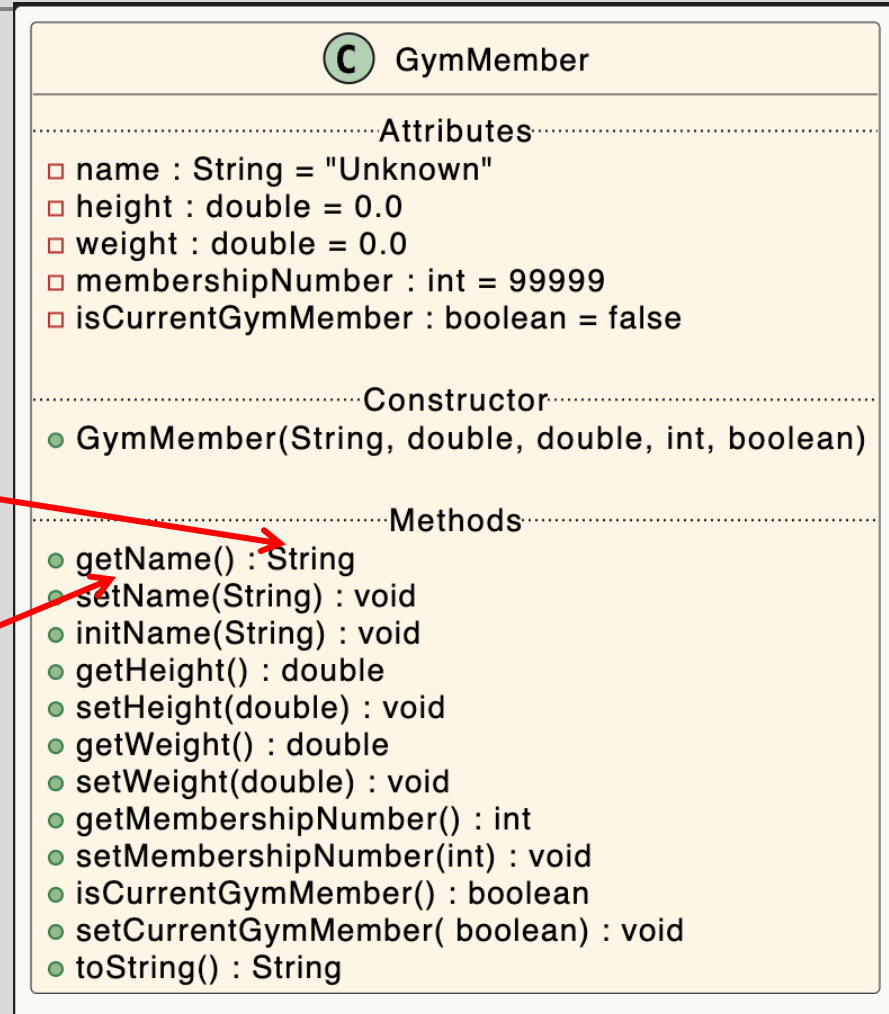 C GymMember
Attributes
name : String = "Unknown"
height : double = 0.0
weight : double = 0.0
membershipNumber : int = 99999
isCurrentGymMember : boolean = false
Constructor
GymMember(String, double, double, int, boolean)
Methods
getName() : String
setName(String) : void
initName(String) : void
getHeight() : double
setHeight(double) : void
getWeight() : double
setWeight(double) : void
getMembershipNumber() : int
setMembershipNumber(int) : void
isCurrentGymMember() : boolean
setCurrentGymMember( boolean) : void
toString() : String